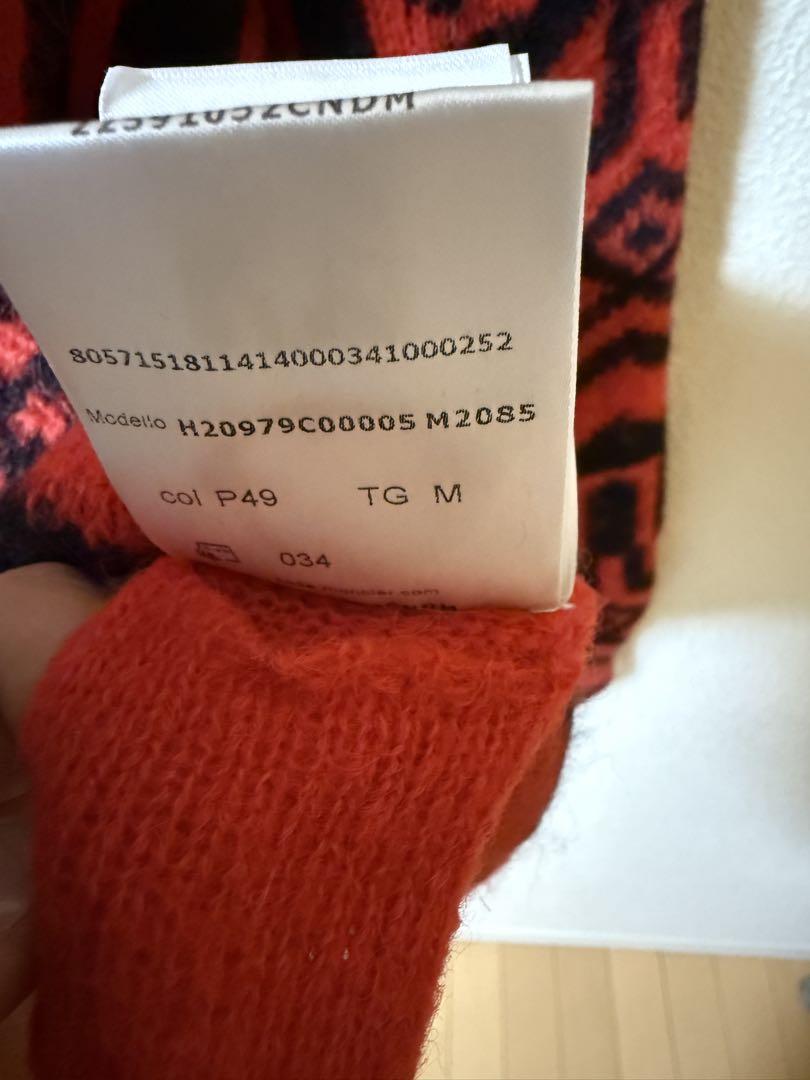 22591052CNDM
8057151811414000341000252
Modello H20979C00005 M2085
col P49 TG M
034